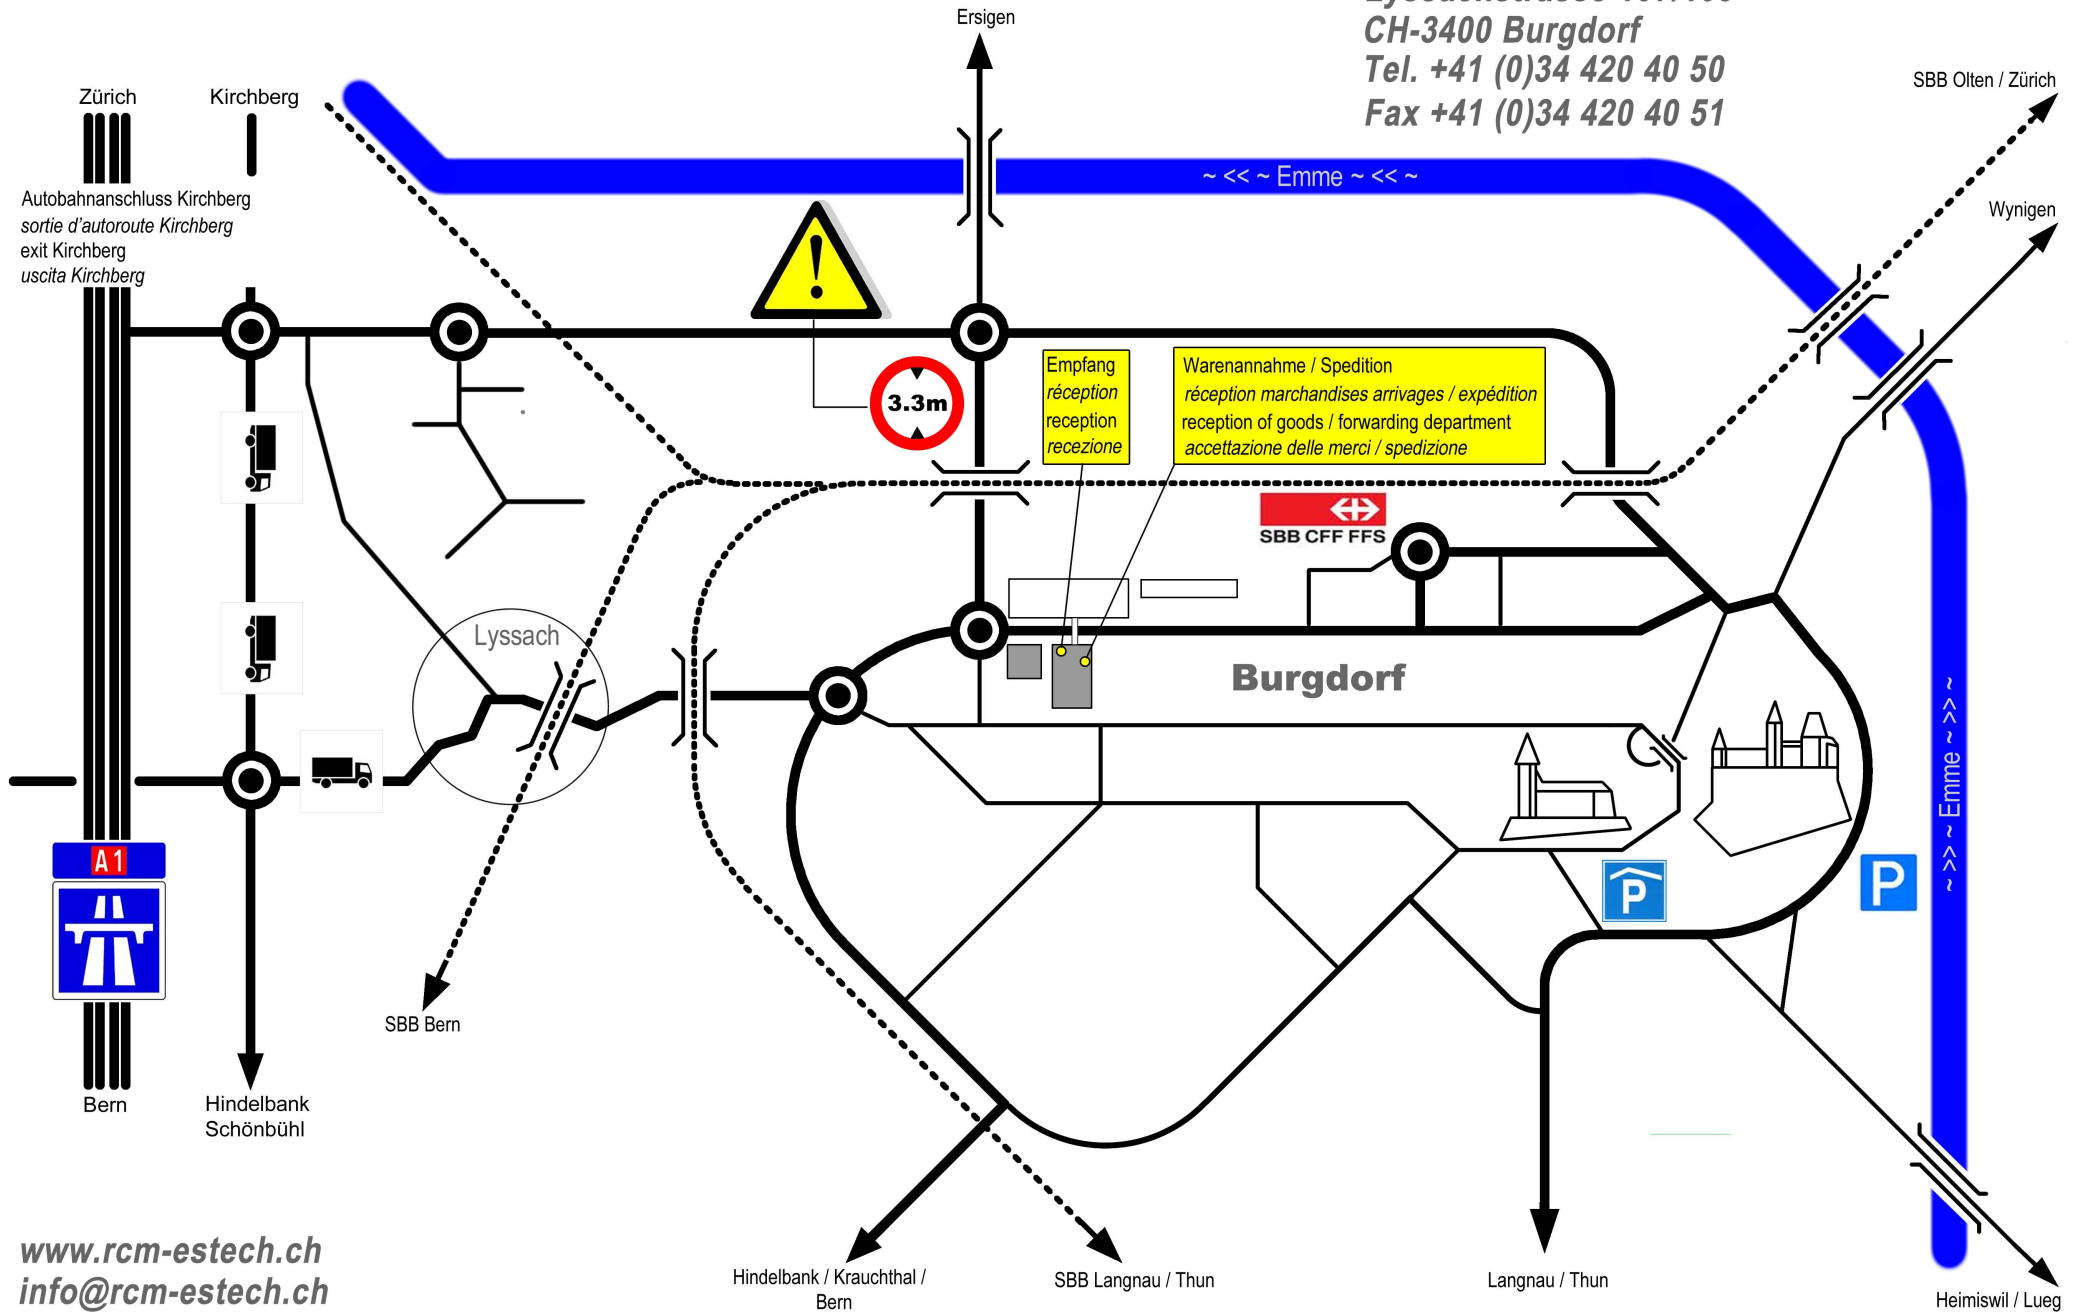 Ersigen
CH-3400 Burgdorf
Tel. +41 (0)34 420 40 50
Fax +41 (0)34 420 40 51
SBB Olten / Zürich
Zürich
Kirchberg
~ << ~ Emme ~ << ~
Wynigen
Autobahnanschluss Kirchberg
sortie d'autoroute Kirchberg
exit Kirchberg
uscita Kirchberg
!
3.3m
Empfang
réception
reception
recezione
Warenannahme / Spedition
réception marchandises arrivages / expédition
reception of goods / forwarding department
accettazione delle merci / spedizione
SBB CFF FFS
Lyssach
Burgdorf
~ << ~ Emme ~ << ~
A 1
P
P
SBB Bern
Bern
Hindelbank
Schönbühl
www.rcm-estech.ch
info@rcm-estech.ch
Hindelbank / Krauchthal /
Bern
SBB Langnau / Thun
Langnau / Thun
Heimiswil / Lueg